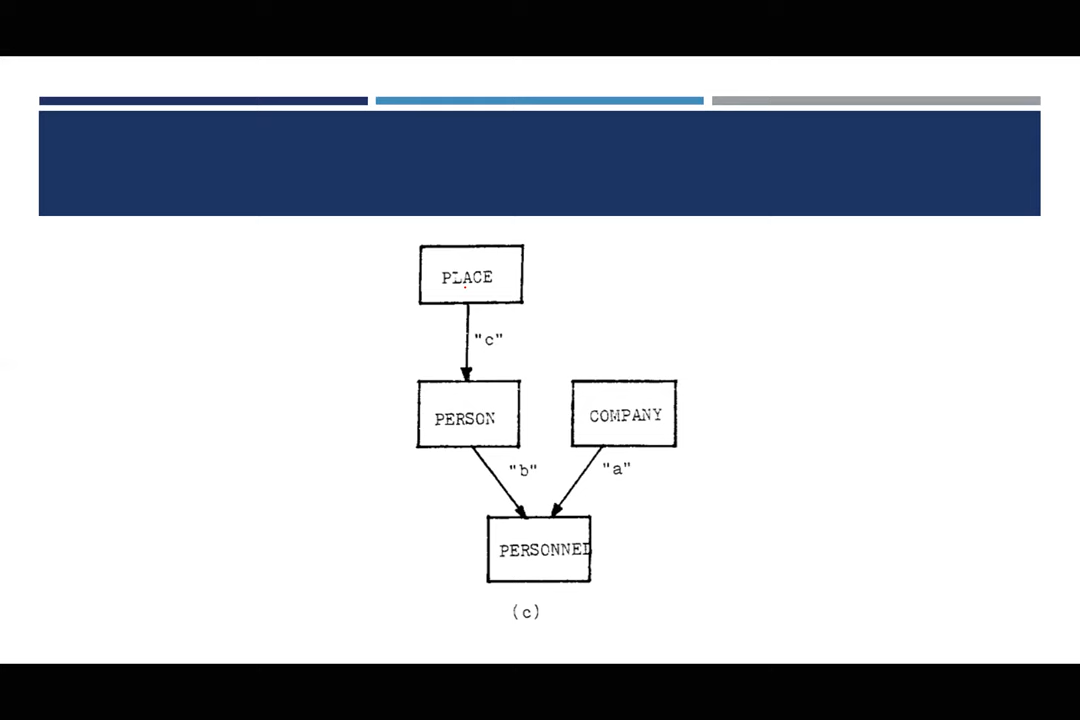 PLACE
"c"
PERSON
COMPANY
"b"
"a"
PERSONNEL
(c)